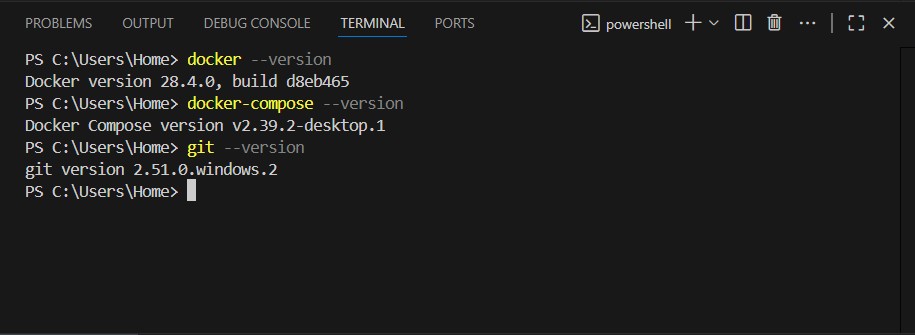 PROBLEMS OUTPUT DEBUG CONSOLE TERMINAL PORTS powershell
PS C:\Users\Home> docker --version
Docker version 28.4.0, build d8eb465
PS C:\Users\Home> docker-compose --version
Docker Compose version v2.39.2-desktop.1
PS C:\Users\Home> git --version
git version 2.51.0.windows.2
PS C:\Users\Home>